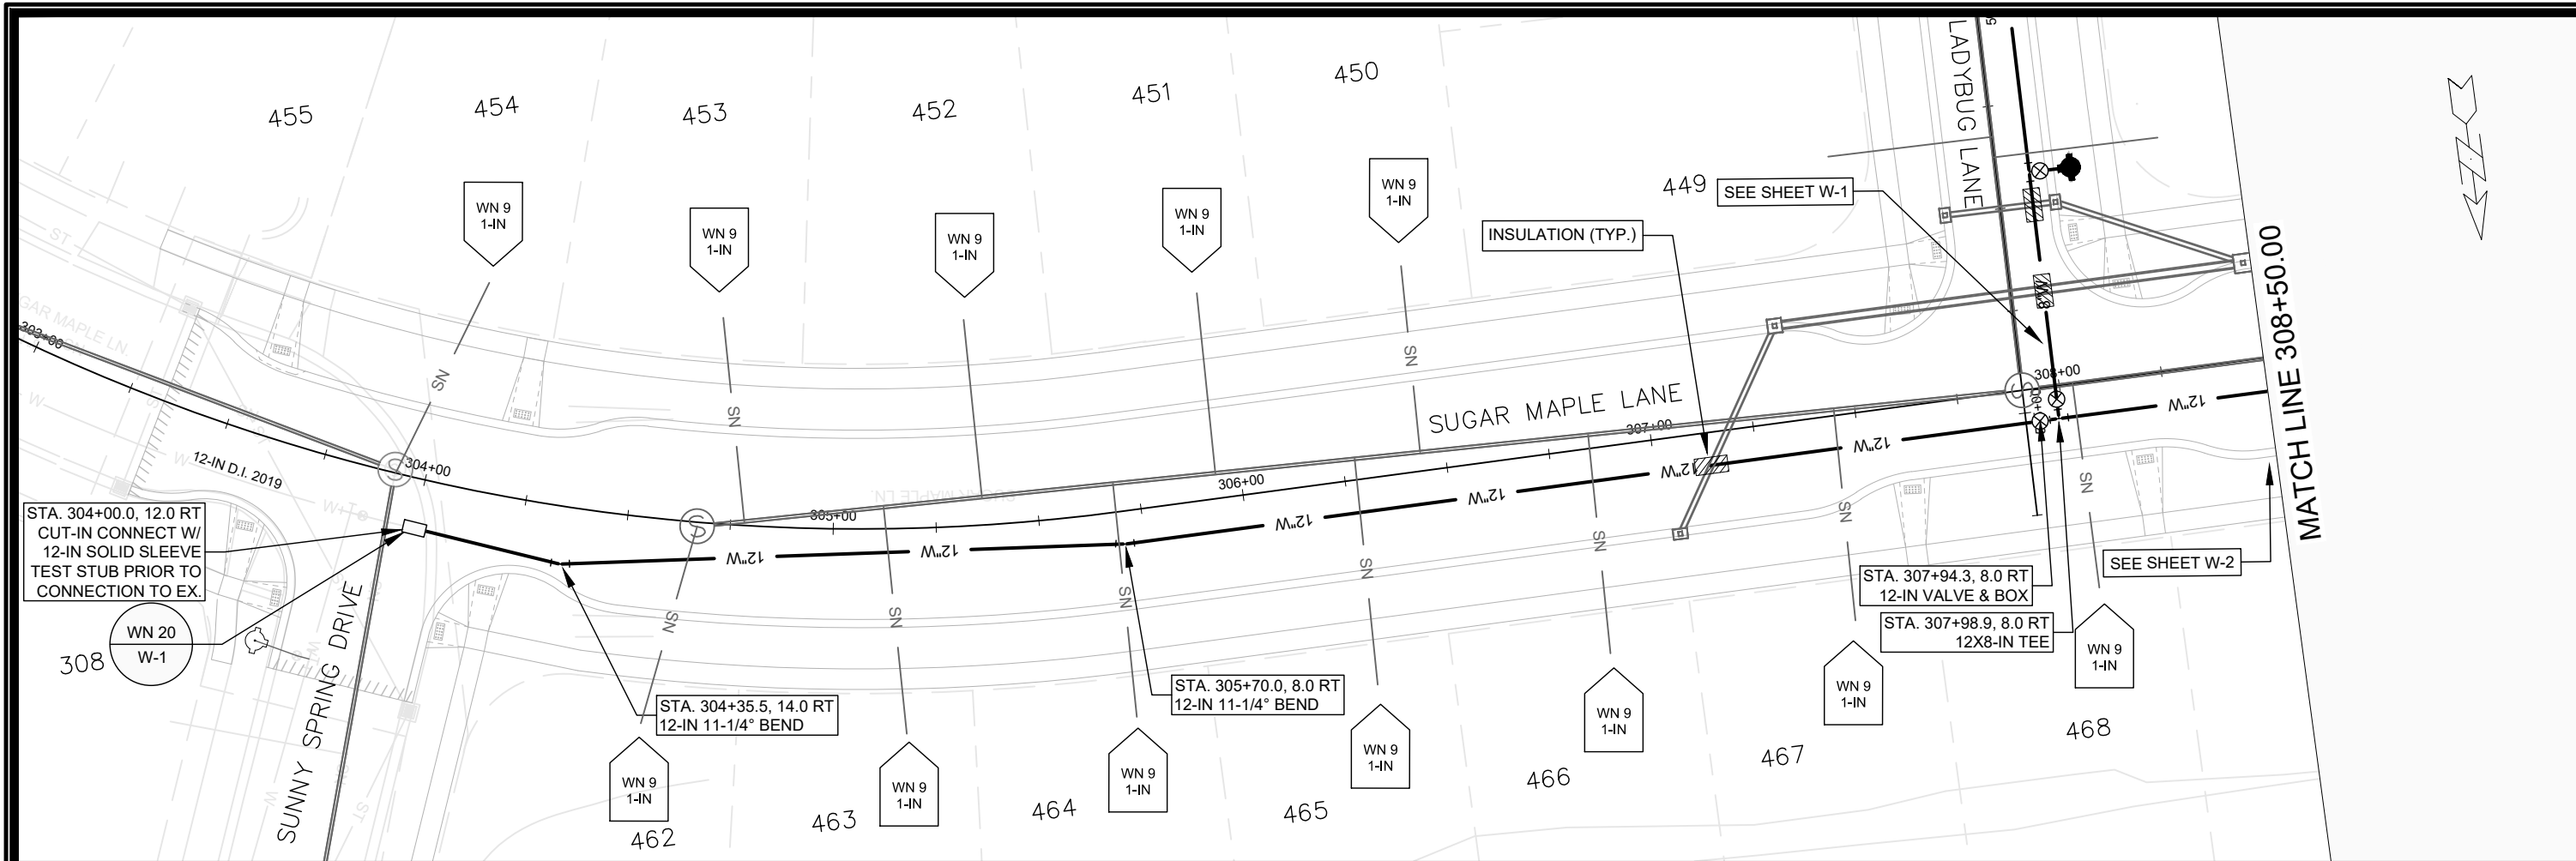 455
454
453
452
451
450
449
WN 9
1-IN
WN 9
1-IN
WN 9
1-IN
WN 9
1-IN
WN 9
1-IN
INSULATION (TYP.)
SEE SHEET W-1
LADYBUG LANE
MATCH LINE 308+50.00
SUGAR MAPLE LANE
303+00
304+00
305+00
306+00
307+00
308+00
ST
W
W
12-IN D.I. 2019
SN
SN
SN
SN
SN
SN
SN
SN
SN
SN
SN
SN
12"W
12"W
12"W
12"W
12"W
12"W
12"W
12"W
STA. 304+00.0, 12.0 RT
CUT-IN CONNECT W/
12-IN SOLID SLEEVE
TEST STUB PRIOR TO
CONNECTION TO EX.
WN 20
W-1
308
SUNNY SPRING DRIVE
ST
STA. 304+35.5, 14.0 RT
12-IN 11-1/4° BEND
STA. 305+70.0, 8.0 RT
12-IN 11-1/4° BEND
STA. 307+94.3, 8.0 RT
12-IN VALVE & BOX
STA. 307+98.9, 8.0 RT
12X8-IN TEE
SEE SHEET W-2
WN 9
1-IN
WN 9
1-IN
WN 9
1-IN
WN 9
1-IN
WN 9
1-IN
WN 9
1-IN
WN 9
1-IN
462
463
464
465
466
467
468